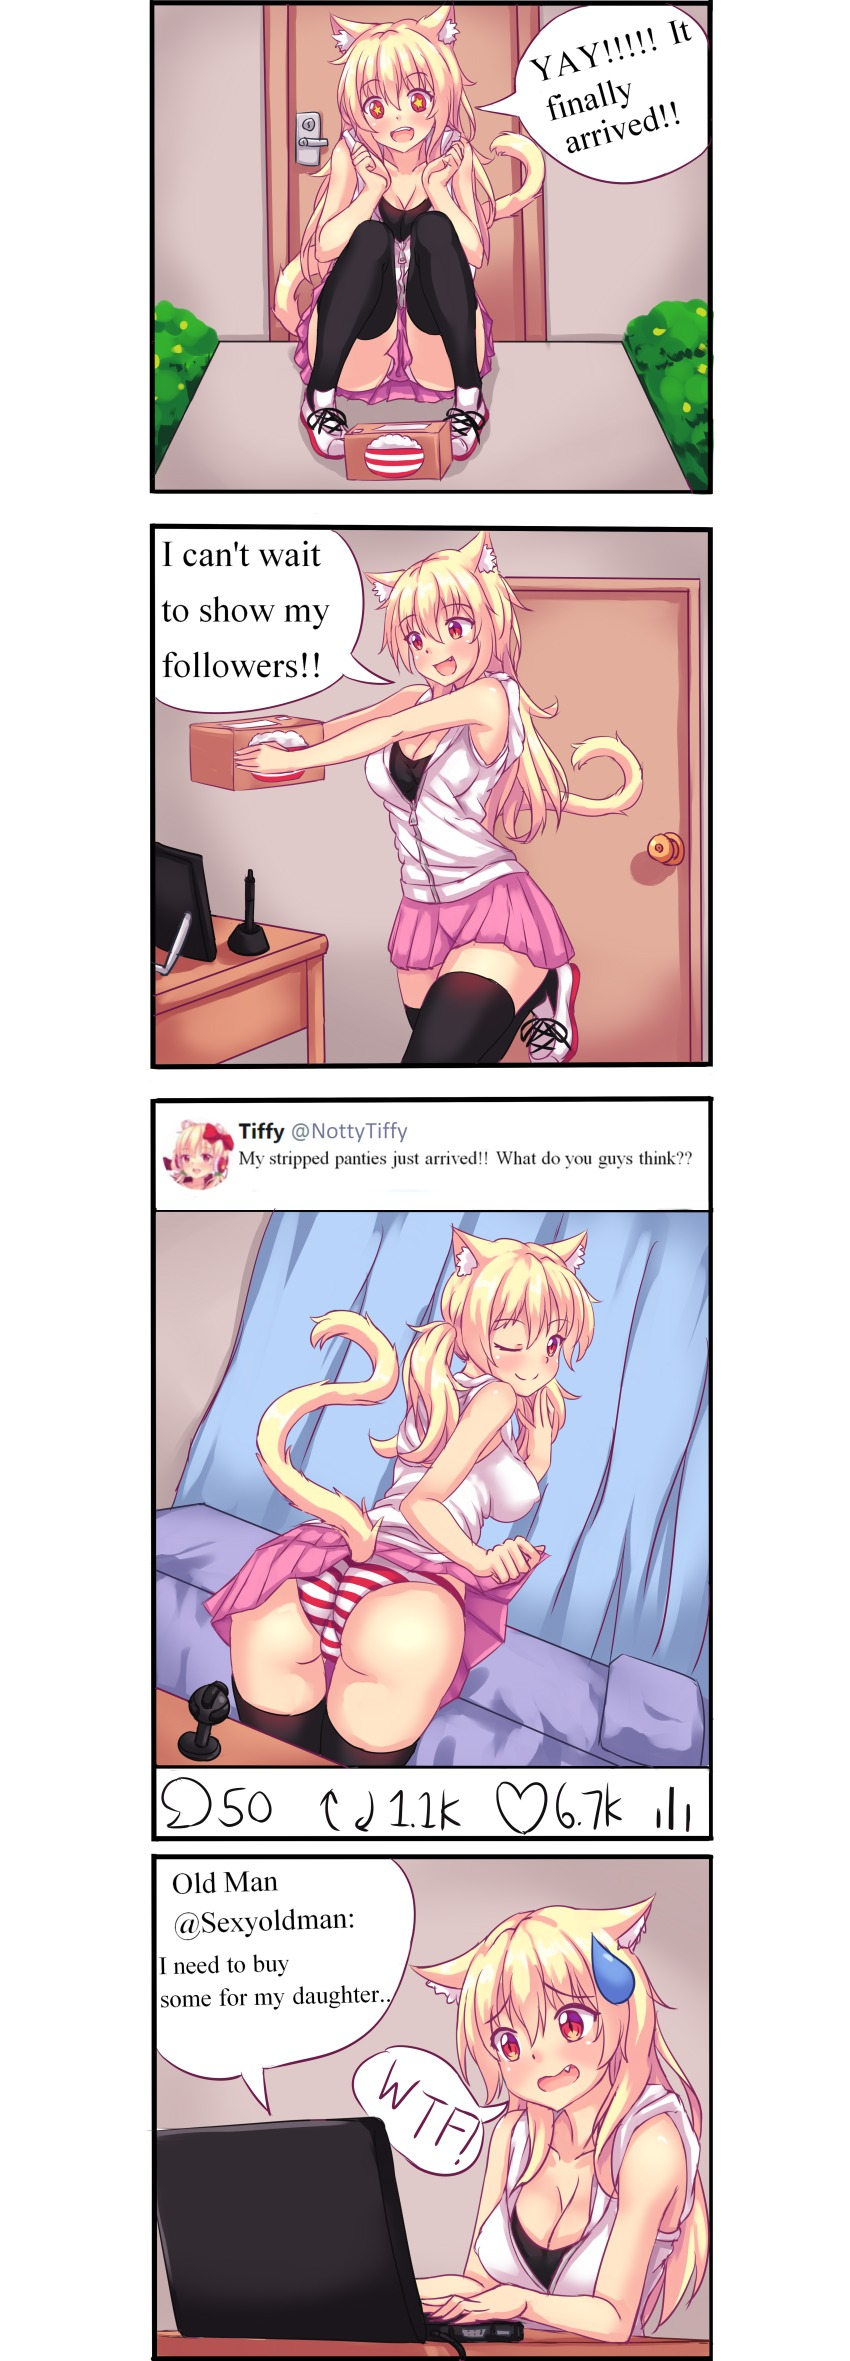 YAY!!!!! It
finally
arrived!!
I can't wait
to show my
followers!!
Tiffy @NottyTiffy
My stripped panties just arrived!! What do you guys think??
50 1.1K 6.7K
Old Man
@Sexyoldman:
I need to buy
some for my daughter..
WTF!